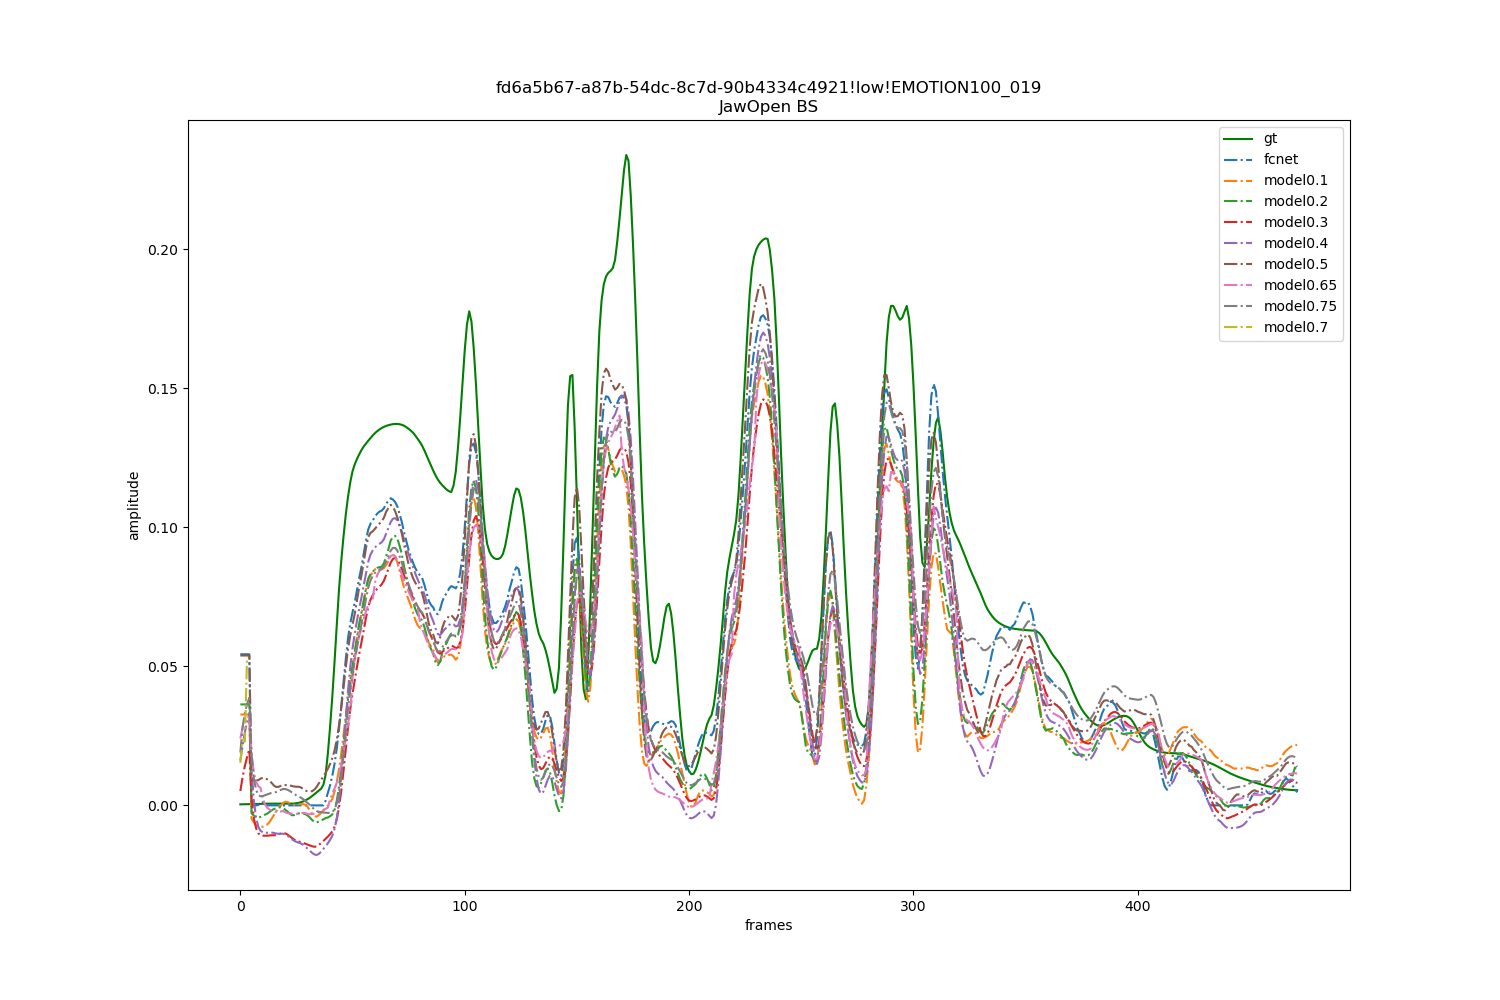 fd6a5b67-a87b-54dc-8c7d-90b4334c4921!low!EMOTION100_019
JawOpen BS
gt
fcnet
model0.1
model0.2
model0.3
model0.4
model0.5
model0.65
model0.75
model0.7
0.20
0.15
0.10
0.05
0.00
amplitude
0
100
200
300
400
frames